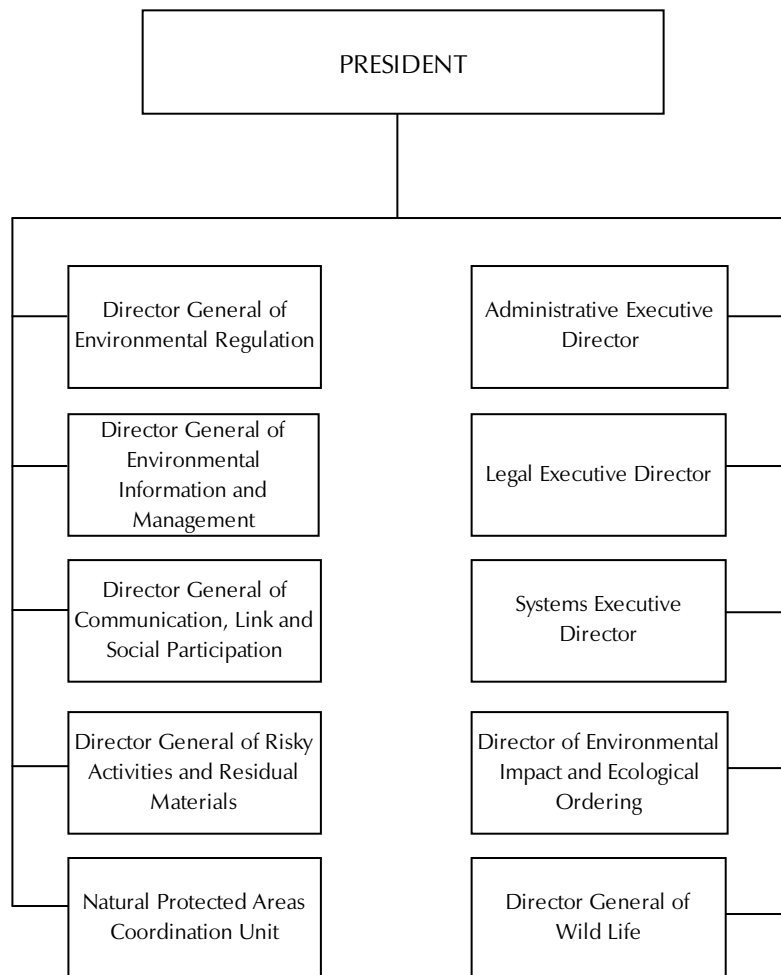 PRESIDENT
Director General of
Environmental Regulation
Administrative Executive
Director
Director General of
Environmental
Information and
Management
Legal Executive Director
Director General of
Communication, Link and
Social Participation
Systems Executive
Director
Director General of Risky
Activities and Residual
Materials
Director of Environmental
Impact and Ecological
Ordering
Natural Protected Areas
Coordination Unit
Director General of
Wild Life